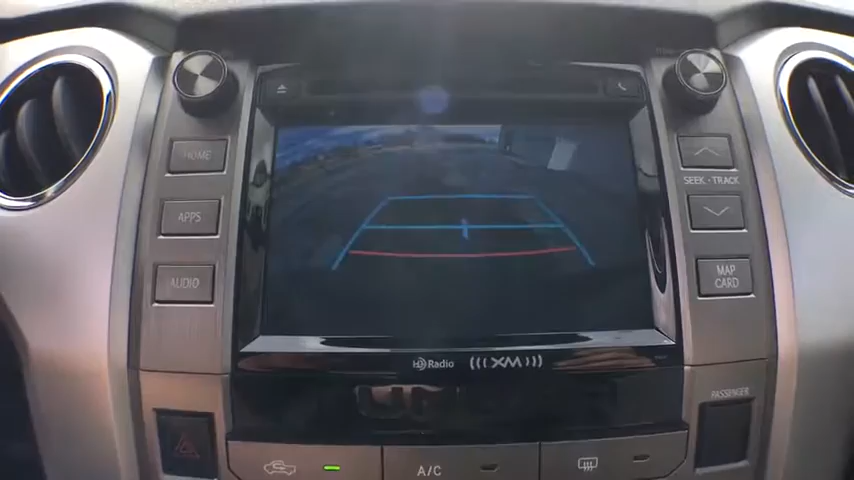 HOME
APPS
AUDIO
SEEK • TRACK
MAP
CARD
HD Radio
(((XM)))
PASSENGER
A/C